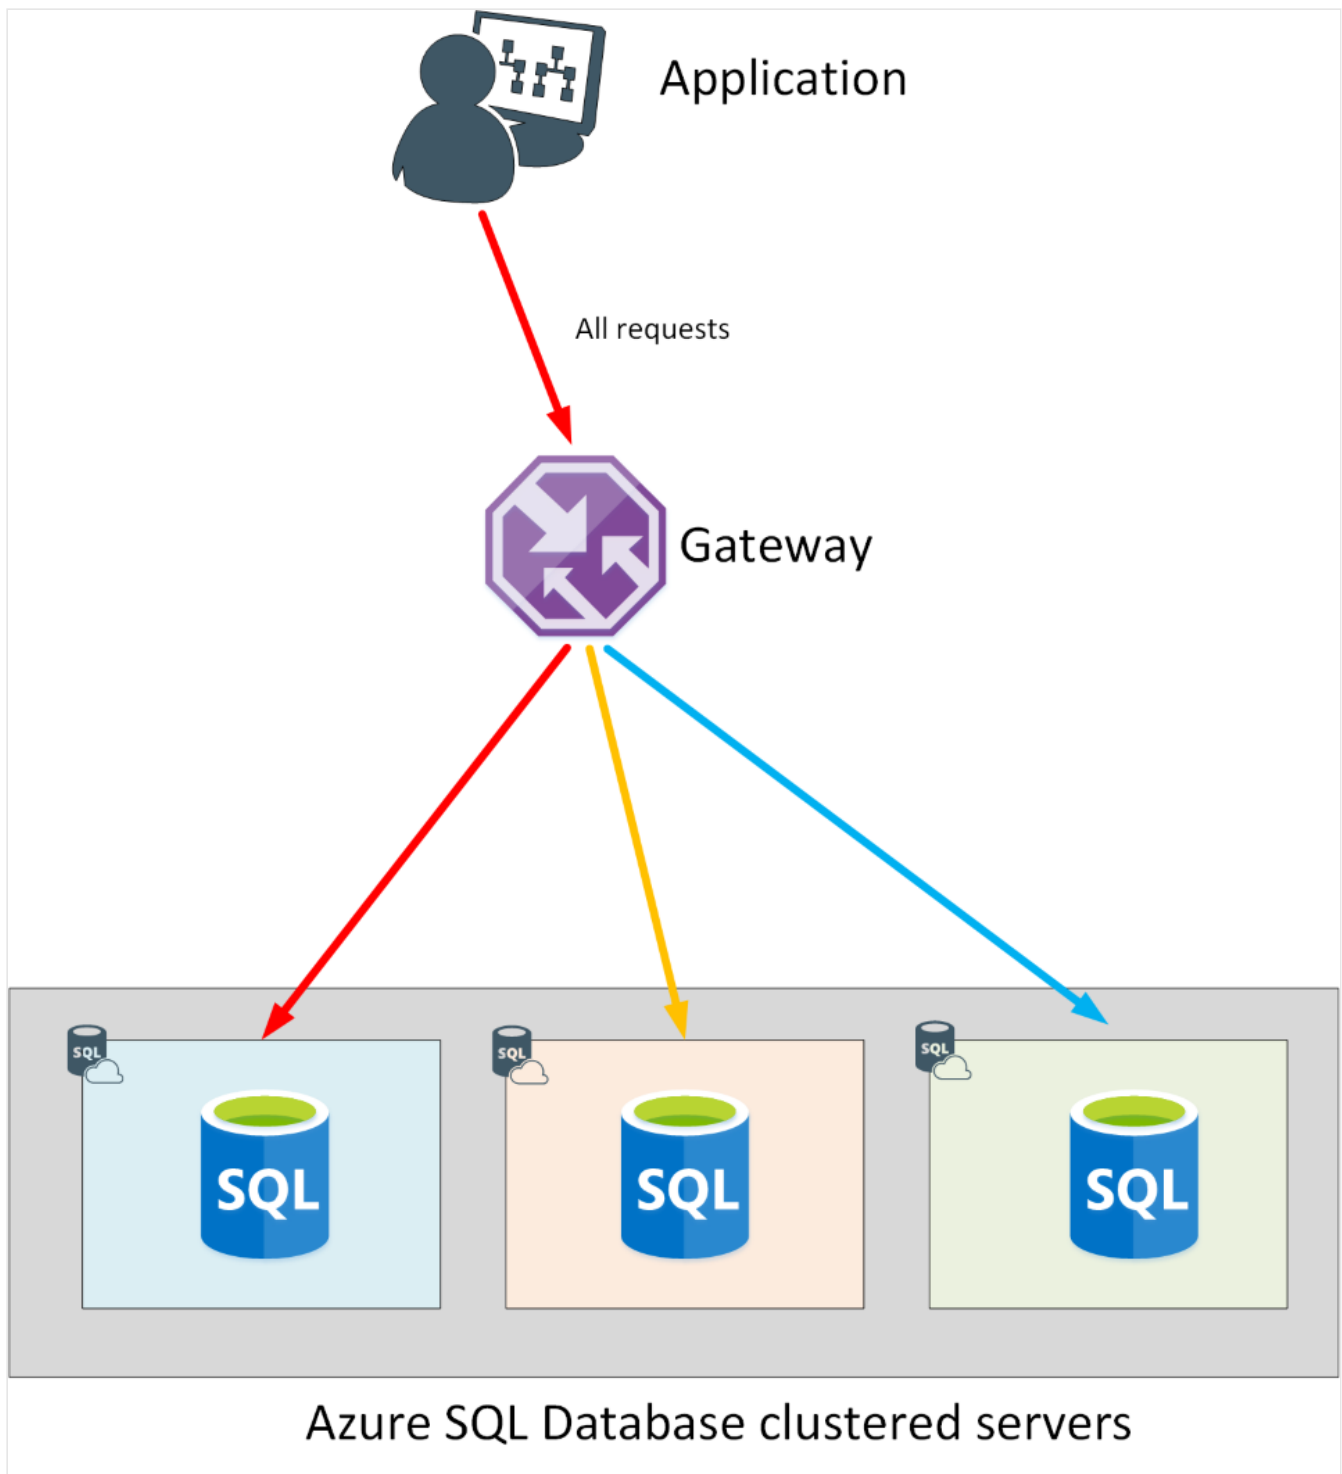 Application
All requests
Gateway
SQL
SQL
SQL
SQL
SQL
SQL
Azure SQL Database clustered servers